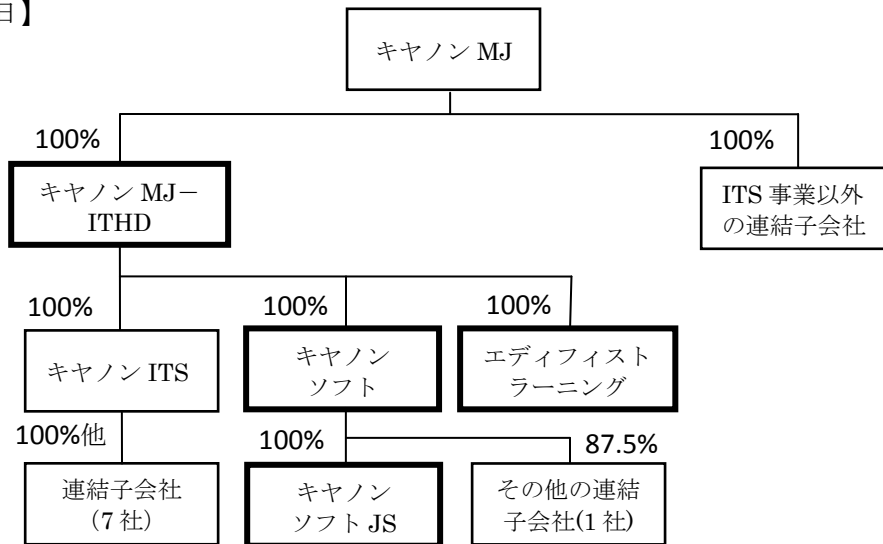 日】
キヤノン MJ
100%
100%
キヤノン MJ－
ITHD
ITS 事業以外
の連結子会社
100%
100%
100%
キヤノン ITS
キヤノン
ソフト
エディフィスト
ラーニング
100%他
100%
87.5%
連結子会社
（7 社）
キヤノン
ソフト JS
その他の連結
子会社(1 社)